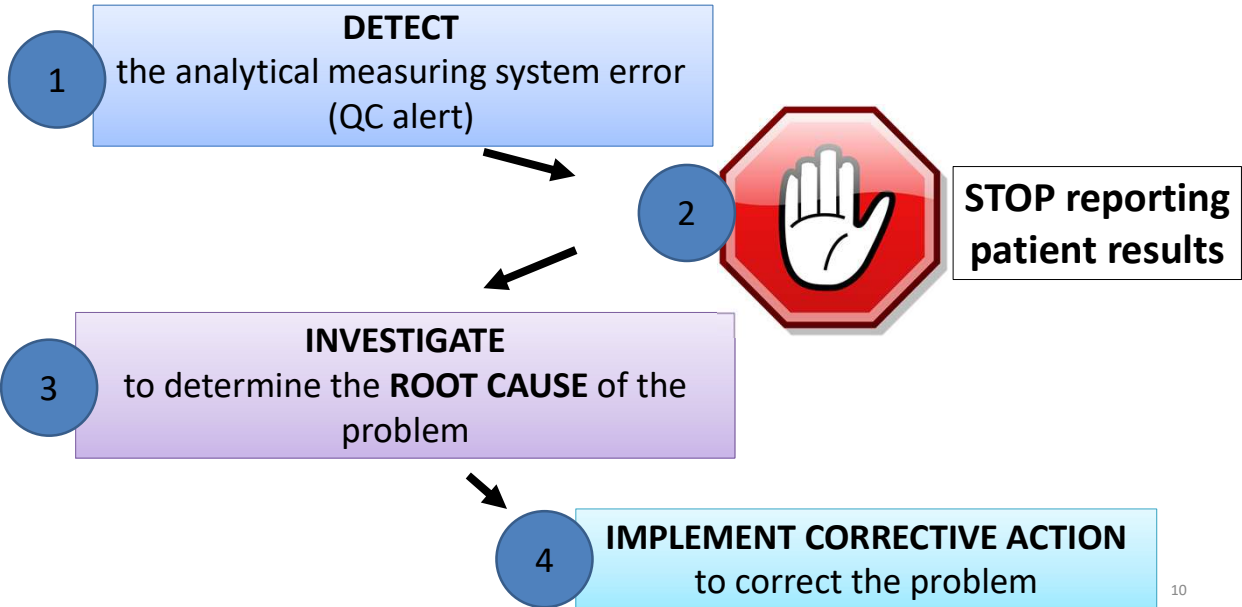 1
DETECT
the analytical measuring system error
(QC alert)
2
STOP reporting
patient results
3
INVESTIGATE
to determine the ROOT CAUSE of the
problem
4
IMPLEMENT CORRECTIVE ACTION
to correct the problem
10